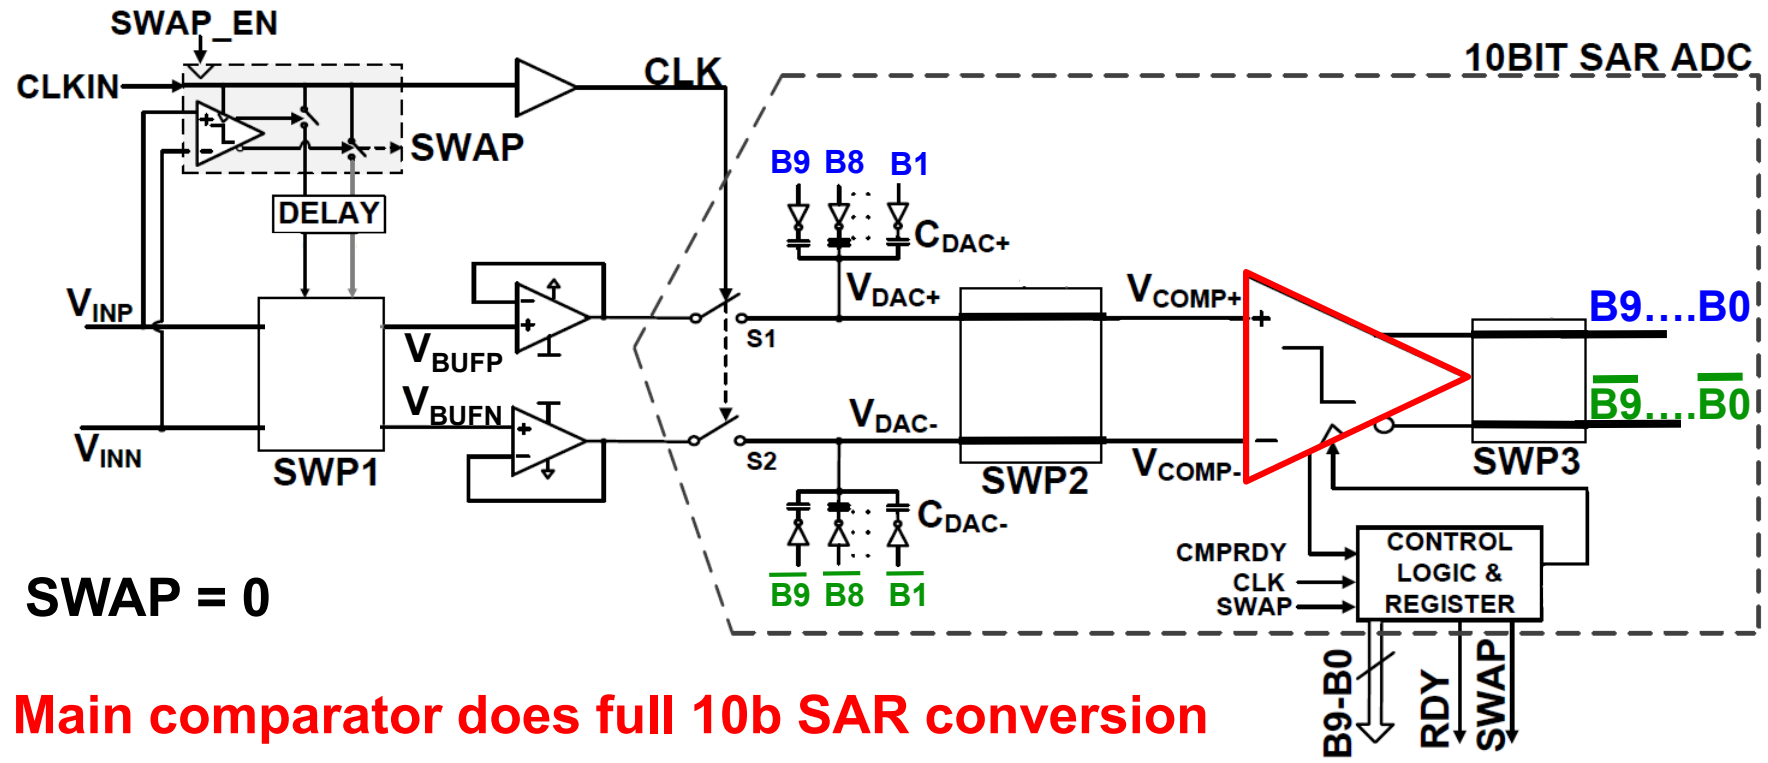 SWAP_EN
10BIT SAR ADC
CLKIN
CLK
SWAP
B9 B8 B1
DELAY
CDAC+
VINP
VDAC+
VCOMP+
B9....B0
S1
VBUFP
VBUFN
VDAC-
B9....B0
VINN
SWP1
S2
SWP2
VCOMP-
SWP3
CDAC-
CMPRDY
CLK
SWAP
CONTROL
LOGIC &
REGISTER
B9 B8 B1
SWAP = 0
B9-B0
RDY
SWAP
Main comparator does full 10b SAR conversion